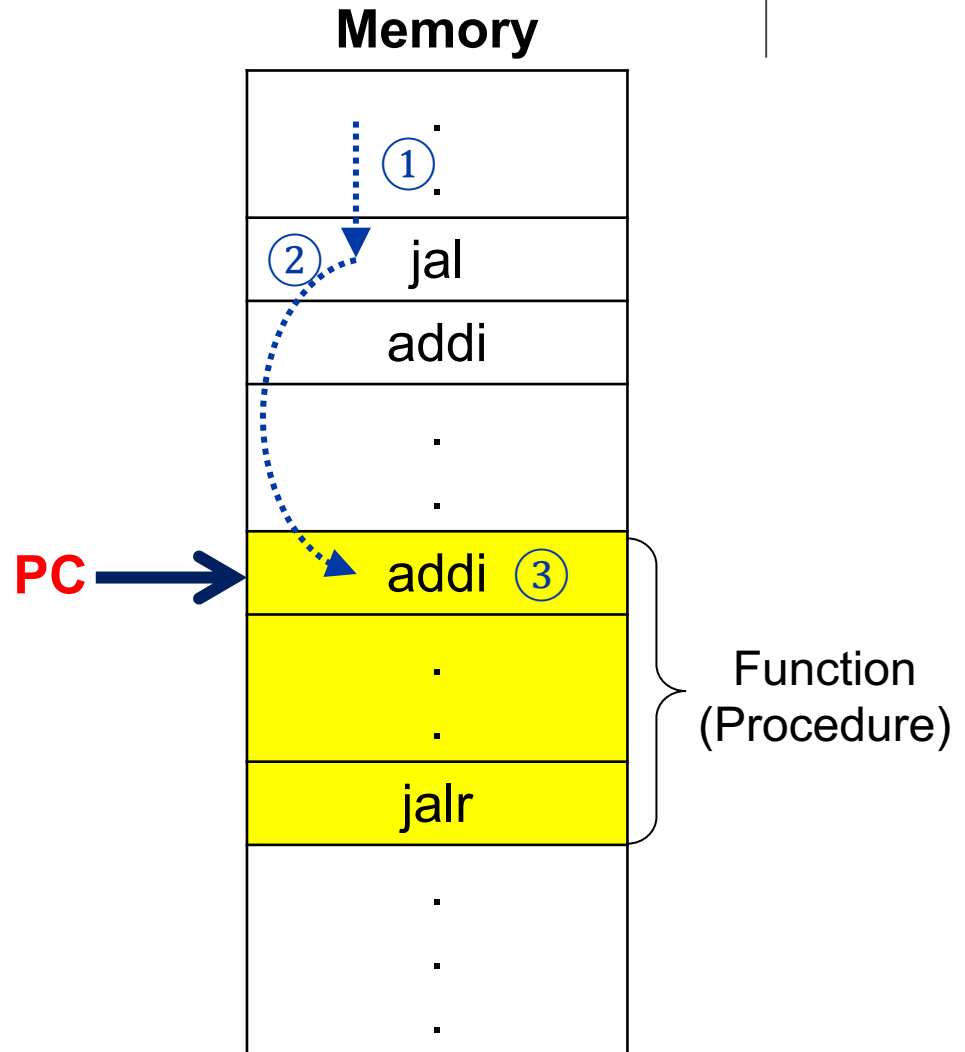 Memory
.
①
.
② jal
addi
.
.
PC addi ③
.
.
Function
(Procedure)
jalr
.
.
.